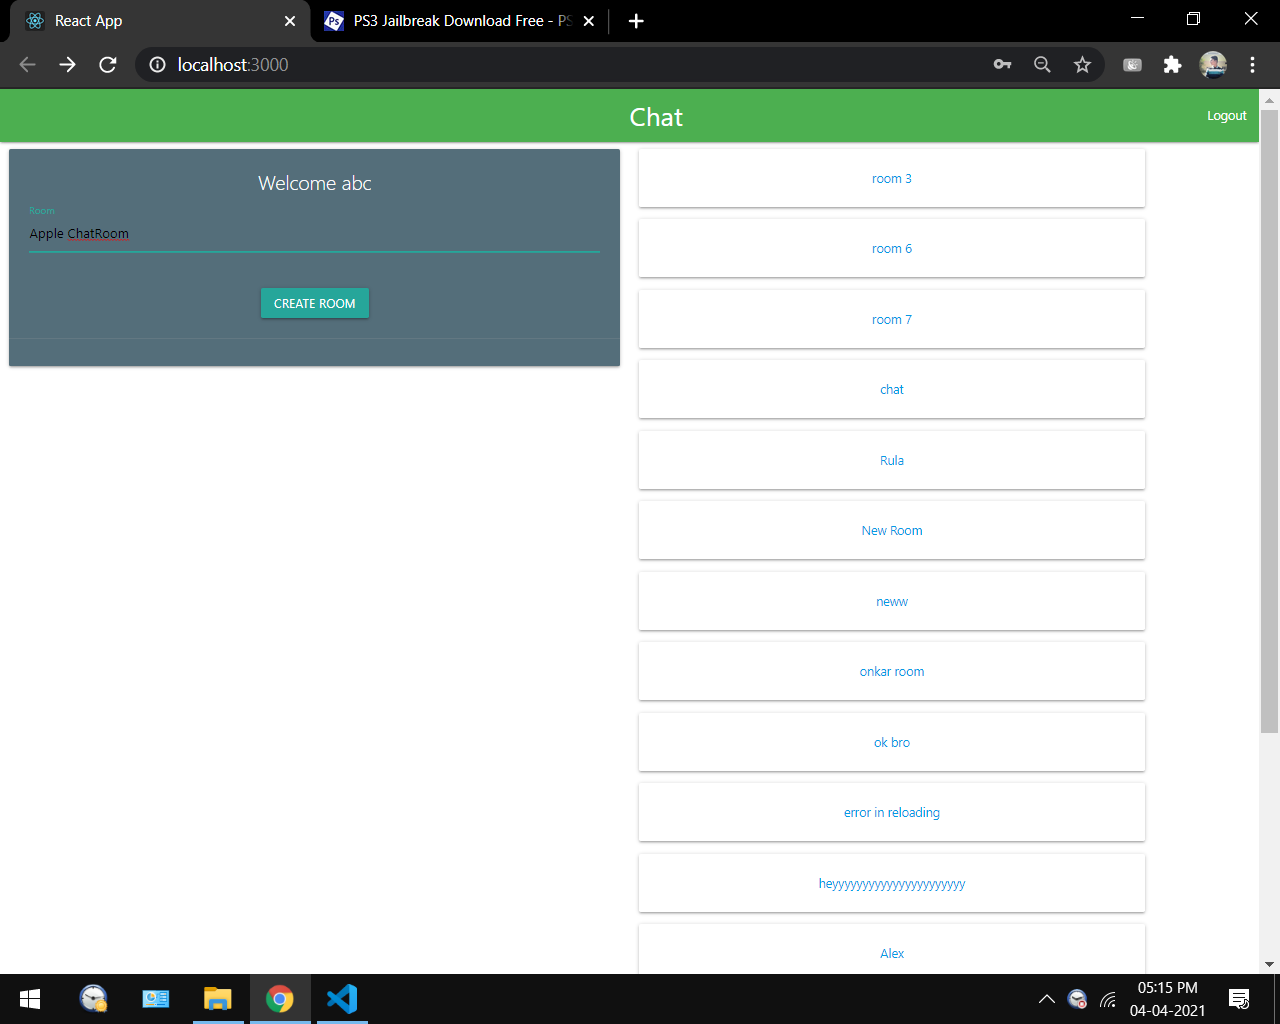 React App
PS3 Jailbreak Download Free - PS
localhost:3000
Chat
Logout
Welcome abc
Room
Apple ChatRoom
CREATE ROOM
room 3
room 6
room 7
chat
Rula
New Room
neww
onkar room
ok bro
error in reloading
heyyyyyyyyyyyyyyyyyyyyyyy
Alex
05:15 PM
04-04-2021